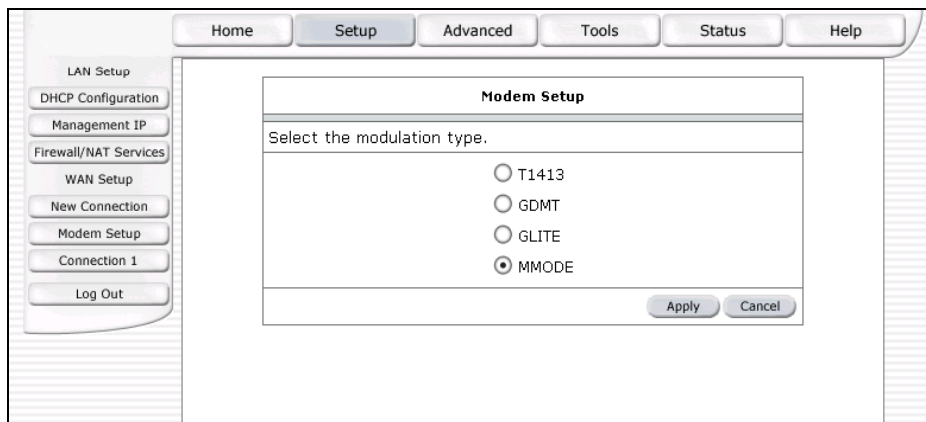 Home Setup Advanced Tools Status Help
LAN Setup
DHCP Configuration
Management IP
Firewall/NAT Services
WAN Setup
New Connection
Modem Setup
Connection 1
Log Out
Modem Setup
Select the modulation type.
T1413
GDMT
GLITE
MMODE
Apply Cancel